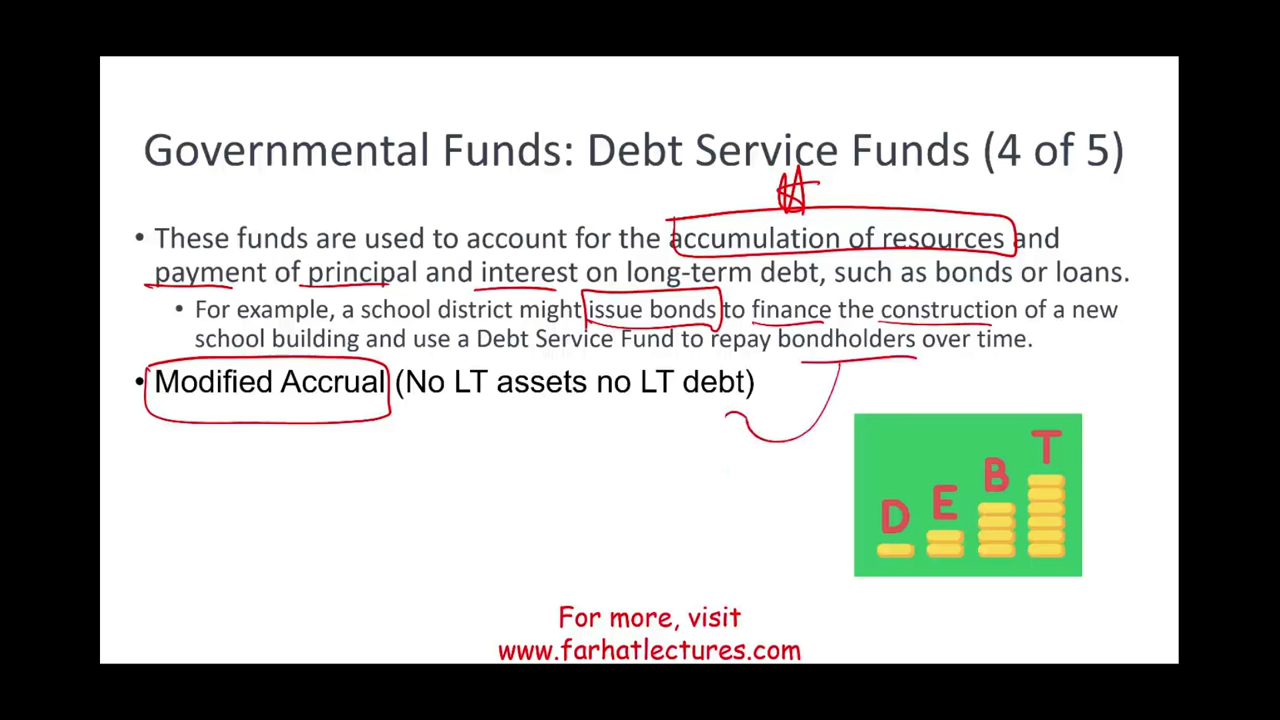 Governmental Funds: Debt Service Funds (4 of 5)
• These funds are used to account for the accumulation of resources and
payment of principal and interest on long-term debt, such as bonds or loans.
• For example, a school district might issue bonds to finance the construction of a new
school building and use a Debt Service Fund to repay bondholders over time.
• Modified Accrual (No LT assets no LT debt)
DEBT
For more, visit
www.farhatlectures.com